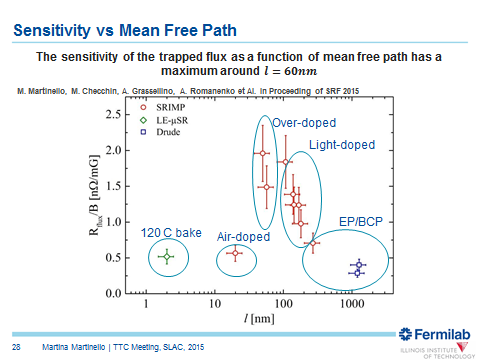 Sensitivity vs Mean Free Path
The sensitivity of the trapped flux as a function of mean free path has a
maximum around l = 60nm
M. Martinello, M. Checchin, A. Grassellino, A. Romanenko et Al. in Proceeding of SRF 2015
SRIMP
LE-μSR
Drude
Over-doped
Light-doped
120 C bake
Air-doped
EP/BCP
R_flux/B [nΩ/mG]
2.5
2.0
1.5
1.0
0.5
0.0
1
10
100
1000
l [nm]
28 Martina Martinello | TTC Meeting, SLAC, 2015
Fermilab
ILLINOIS INSTITUTE
OF TECHNOLOGY